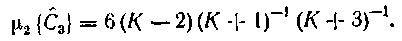 μ₂ {Ĉ₃} = 6 (K − 2) (K + 1)⁻¹ (K + 3)⁻¹.